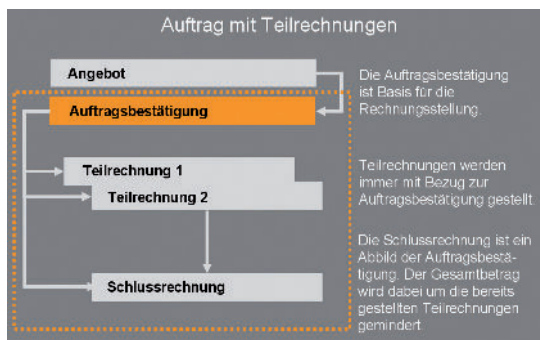 Auftrag mit Teilrechnungen
Angebot
Auftragsbestätigung
Die Auftragsbestätigung
ist Basis für die
Rechnungsstellung.
Teilrechnung 1
Teilrechnung 2
Teilrechnungen werden
immer mit Bezug zur
Auftragsbestätigung gestellt.
Schlussrechnung
Die Schlussrechnung ist ein
Abbild der Auftragsbestä-
tigung. Der Gesamtbetrag
wird dabei um die bereits
gestellten Teilrechnungen
gemindert.